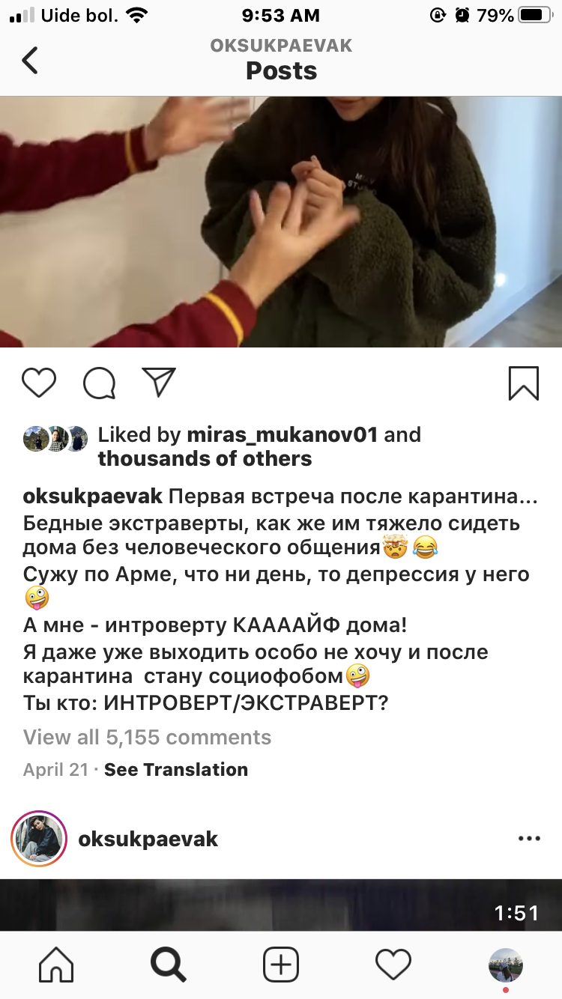 Uide bol.
9:53 AM
79%
OKSUKPAEVAK
Posts
Liked by miras_mukanov01 and
thousands of others
oksukpaevak Первая встреча после карантина...
Бедные экстраверты, как же им тяжело сидеть
дома без человеческого общения🤯😂
Сужу по Арме, что ни день, то депрессия у него
🤪
А мне - интроверту КААААЙФ дома!
Я даже уже выходить особо не хочу и после
карантина стану социофобом🤪
Ты кто: ИНТРОВЕРТ/ЭКСТРАВЕРТ?
View all 5,155 comments
April 21 · See Translation
oksukpaevak
1:51